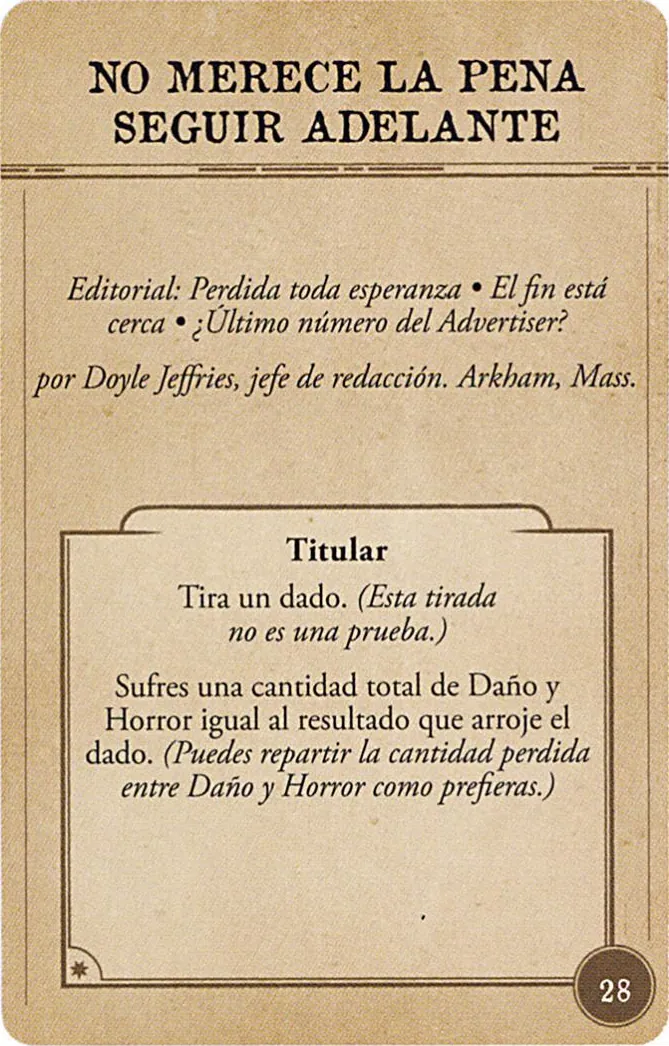 NO MERECE LA PENA
SEGUIR ADELANTE
Editorial: Perdida toda esperanza • El fin está
cerca • ¿Último número del Advertiser?
por Doyle Jeffries, jefe de redacción. Arkham, Mass.
Titular
Tira un dado. (Esta tirada
no es una prueba.)
Sufres una cantidad total de Daño y
Horror igual al resultado que arroje el
dado. (Puedes repartir la cantidad perdida
entre Daño y Horror como prefieras.)
28